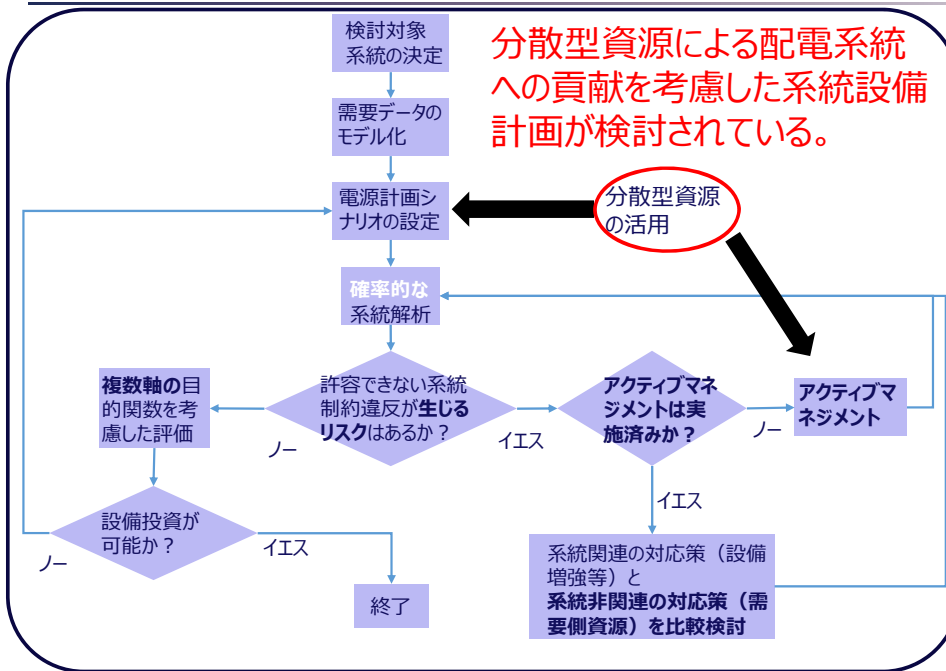 検討対象
系統の決定
分散型資源による配電系統
への貢献を考慮した系統設備
計画が検討されている。
需要データの
モデル化
電源計画シ
ナリオの設定
分散型資源
の活用
確率的な
系統解析
許容できない系統
制約違反が生じる
リスクはあるか？
アクティブマネ
ジメントは実
施済みか？
アクティブマ
ネジメント
複数軸の目
的関数を考
慮した評価
ノー
イエス
ノー
イエス
設備投資が
可能か？
ノー
イエス
系統関連の対応策（設備
増強等）と
系統非関連の対応策（需
要側資源）を比較検討
終了